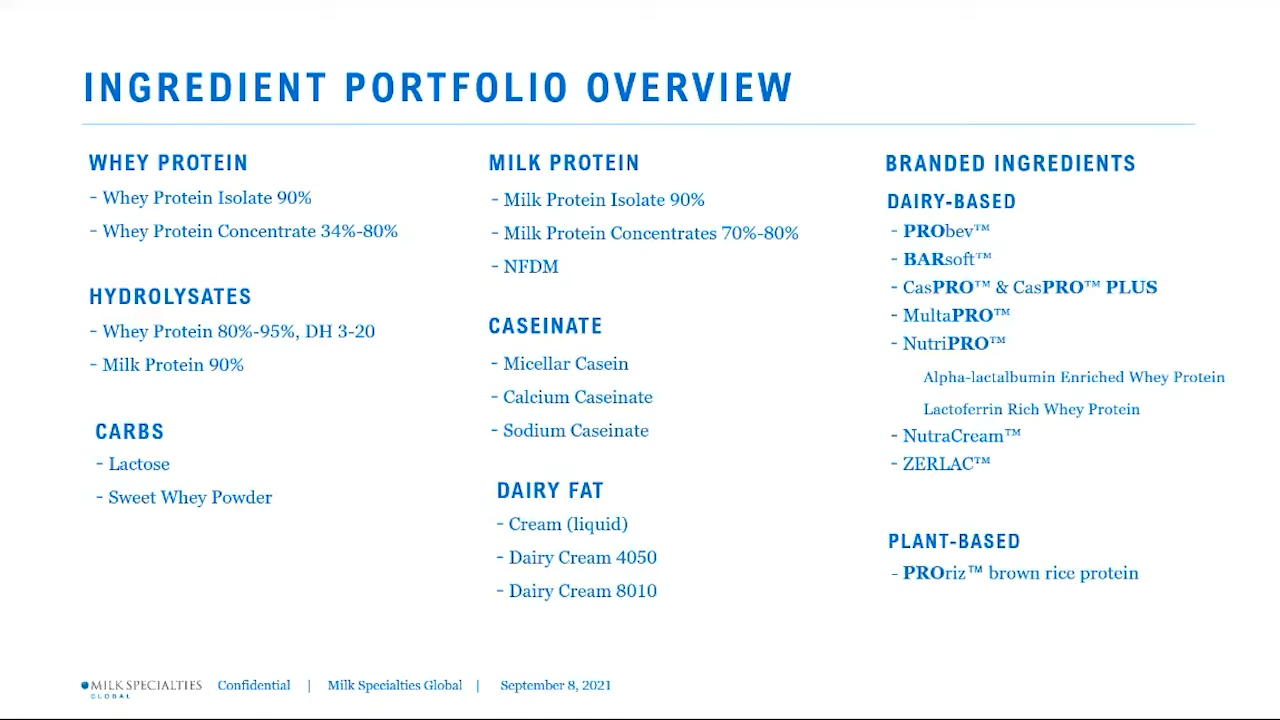 INGREDIENT PORTFOLIO OVERVIEW
WHEY PROTEIN
- Whey Protein Isolate 90%
- Whey Protein Concentrate 34%-80%
HYDROLYSATES
- Whey Protein 80%-95%, DH 3-20
- Milk Protein 90%
CARBS
- Lactose
- Sweet Whey Powder
MILK PROTEIN
- Milk Protein Isolate 90%
- Milk Protein Concentrates 70%-80%
- NFDM
CASEINATE
- Micellar Casein
- Calcium Caseinate
- Sodium Caseinate
DAIRY FAT
- Cream (liquid)
- Dairy Cream 4050
- Dairy Cream 8010
BRANDED INGREDIENTS
DAIRY-BASED
- PRObev™
- BARsoft™
- CasPRO™ & CasPRO™ PLUS
- MultaPRO™
- NutriPRO™
Alpha-lactalbumin Enriched Whey Protein
Lactoferrin Rich Whey Protein
- NutraCream™
- ZERLAC™
PLANT-BASED
- PROriz™ brown rice protein
MILK SPECIALTIES
GLOBAL
Confidential | Milk Specialties Global | September 8, 2021